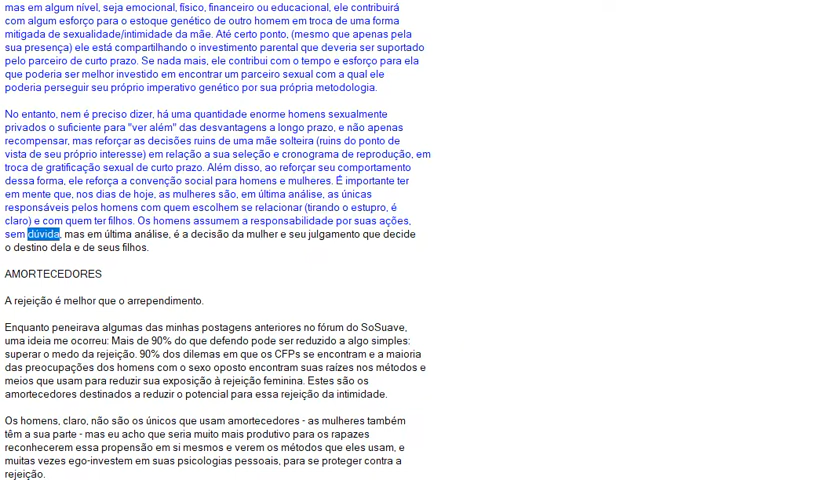 mas em algum nível, seja emocional, físico, financeiro ou educacional, ele contribuirá
com algum esforço para o estoque genético de outro homem em troca de uma forma
mitigada de sexualidade/intimidade da mãe. Até certo ponto, (mesmo que apenas pela
sua presença) ele está compartilhando o investimento parental que deveria ser suportado
pelo parceiro de curto prazo. Se nada mais, ele contribui com o tempo e esforço para ela
que poderia ser melhor investido em encontrar um parceiro sexual com a qual ele
poderia perseguir seu próprio imperativo genético por sua própria metodologia.
No entanto, nem é preciso dizer, há uma quantidade enorme homens sexualmente
privados o suficiente para "ver além" das desvantagens a longo prazo, e não apenas
recompensar, mas reforçar as decisões ruins de uma mãe solteira (ruins do ponto de
vista de seu próprio interesse) em relação a sua seleção e cronograma de reprodução, em
troca de gratificação sexual de curto prazo. Além disso, ao reforçar seu comportamento
dessa forma, ele reforça a convenção social para homens e mulheres. É importante ter
em mente que, nos dias de hoje, as mulheres são, em última análise, as únicas
responsáveis pelos homens com quem escolhem se relacionar (tirando o estupro, é
claro) e com quem ter filhos. Os homens assumem a responsabilidade por suas ações,
sem dúvida, mas em última análise, é a decisão da mulher e seu julgamento que decide
o destino dela e de seus filhos.
AMORTECEDORES
A rejeição é melhor que o arrependimento.
Enquanto peneirava algumas das minhas postagens anteriores no fórum do SoSuave,
uma ideia me ocorreu: Mais de 90% do que defendo pode ser reduzido a algo simples:
superar o medo da rejeição. 90% dos dilemas em que os CFPs se encontram e a maioria
das preocupações dos homens com o sexo oposto encontram suas raízes nos métodos e
meios que usam para reduzir sua exposição à rejeição feminina. Estes são os
amortecedores destinados a reduzir o potencial para essa rejeição da intimidade.
Os homens, claro, não são os únicos que usam amortecedores - as mulheres também
têm a sua parte - mas eu acho que seria muito mais produtivo para os rapazes
reconhecerem essa propensão em si mesmos e verem os métodos que eles usam, e
muitas vezes ego-investem em suas psicologias pessoais, para se proteger contra a
rejeição.